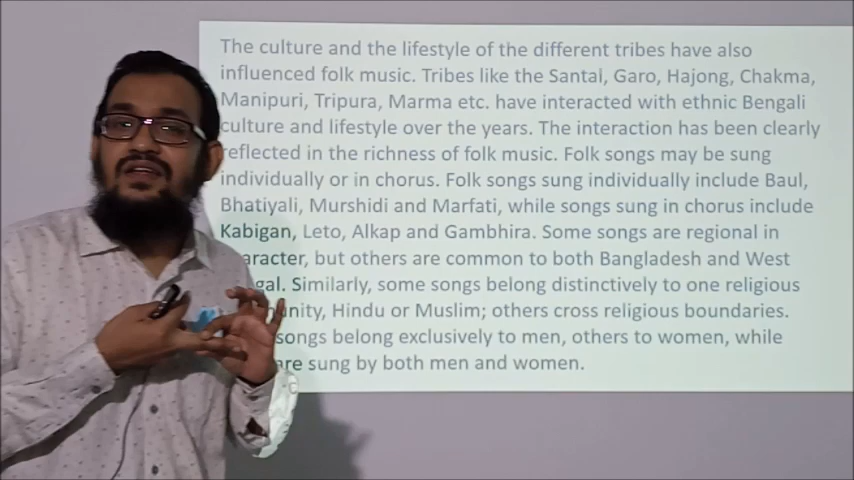 The culture and the lifestyle of the different tribes have also
influenced folk music. Tribes like the Santal, Garo, Hajong, Chakma,
Manipuri, Tripura, Marma etc. have interacted with ethnic Bengali
culture and lifestyle over the years. The interaction has been clearly
reflected in the richness of folk music. Folk songs may be sung
individually or in chorus. Folk songs sung individually include Baul,
Bhatiyali, Murshidi and Marfati, while songs sung in chorus include
Kabigan, Leto, Alkap and Gambhira. Some songs are regional in
aracter, but others are common to both Bangladesh and West
gal. Similarly, some songs belong distinctively to one religious
unity, Hindu or Muslim; others cross religious boundaries.
songs belong exclusively to men, others to women, while
are sung by both men and women.